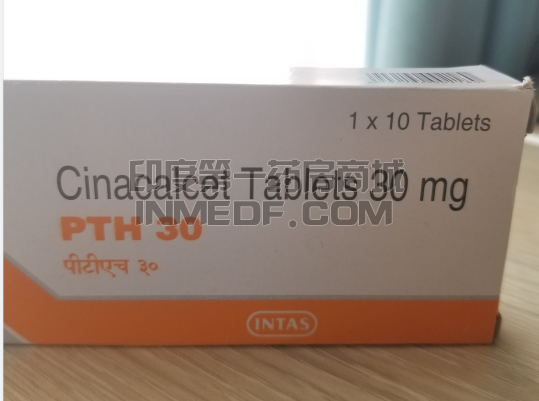 1 x 10 Tablets
Cinacalcet Tablets 30 mg
印度第一药房商城
INMEDF.COM
PTH 30
पीटीएच ३०
INTAS